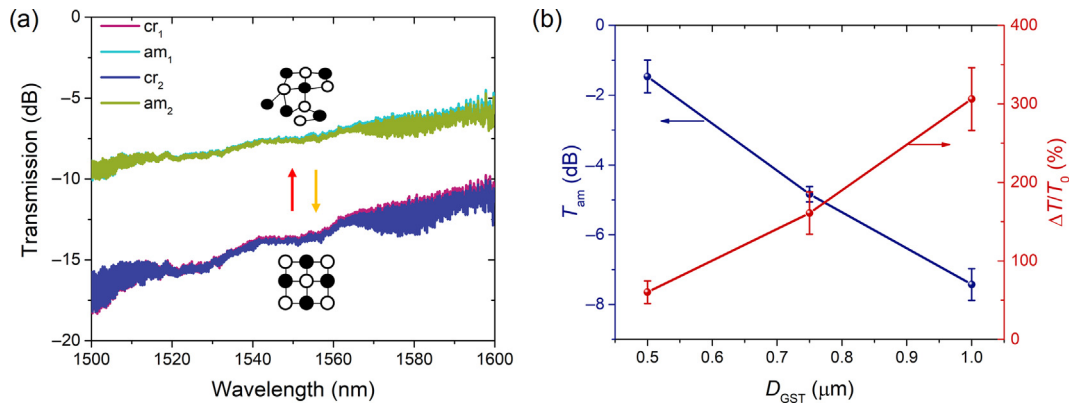 (a)
0
−5
−10
−15
−20
Transmission (dB)
cr₁
am₁
cr₂
am₂
1500
1520
1540
1560
1580
1600
Wavelength (nm)
(b)
0
−2
−4
−6
−8
T_am (dB)
400
300
200
100
0
ΔT/T₀ (%)
0.5
0.6
0.7
0.8
0.9
1.0
D_GST (μm)